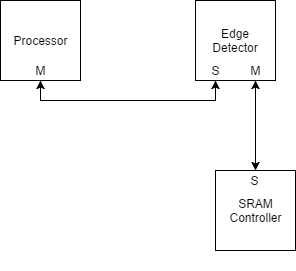 Processor
M
Edge
Detector
S M
S
SRAM
Controller